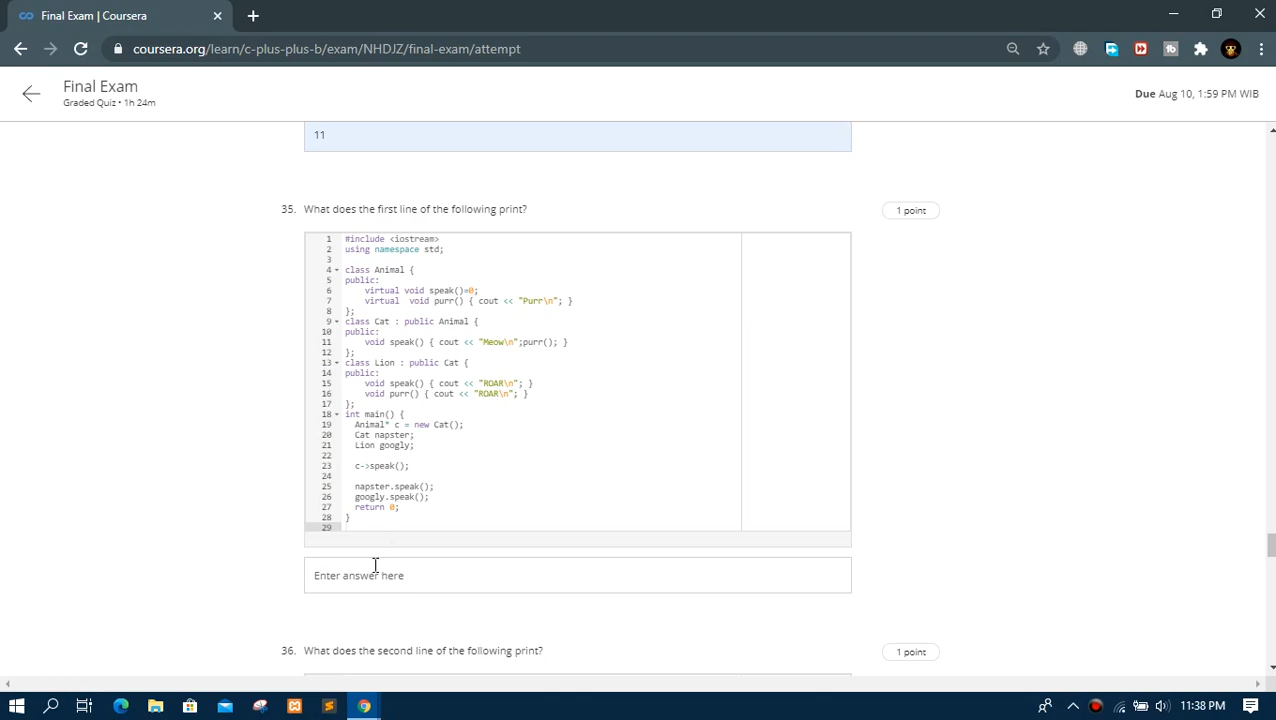 Final Exam | Coursera
coursera.org/learn/c-plus-plus-b/exam/NHDJZ/final-exam/attempt
Final Exam
Graded Quiz • 1h 24m
Due Aug 10, 1:59 PM WIB
11
35. What does the first line of the following print?
1 point
1 #include <iostream>
2 using namespace std;
3
4 class Animal {
5 public:
6 virtual void speak()=0;
7 virtual  void purr() { cout << "Purr\n"; }
8 };
9 class Cat : public Animal {
10 public:
11 void speak() { cout << "Meow\n";purr(); }
12 };
13 class Lion : public Cat {
14 public:
15 void speak() { cout << "ROAR\n"; }
16 void purr() { cout << "ROAR\n"; }
17 };
18 int main() {
19 Animal* c = new Cat();
20 Cat napster;
21 Lion googly;
22
23 c->speak();
24
25 napster.speak();
26 googly.speak();
27 return 0;
28 }
29
Enter answer here
36. What does the second line of the following print?
1 point
11:38 PM